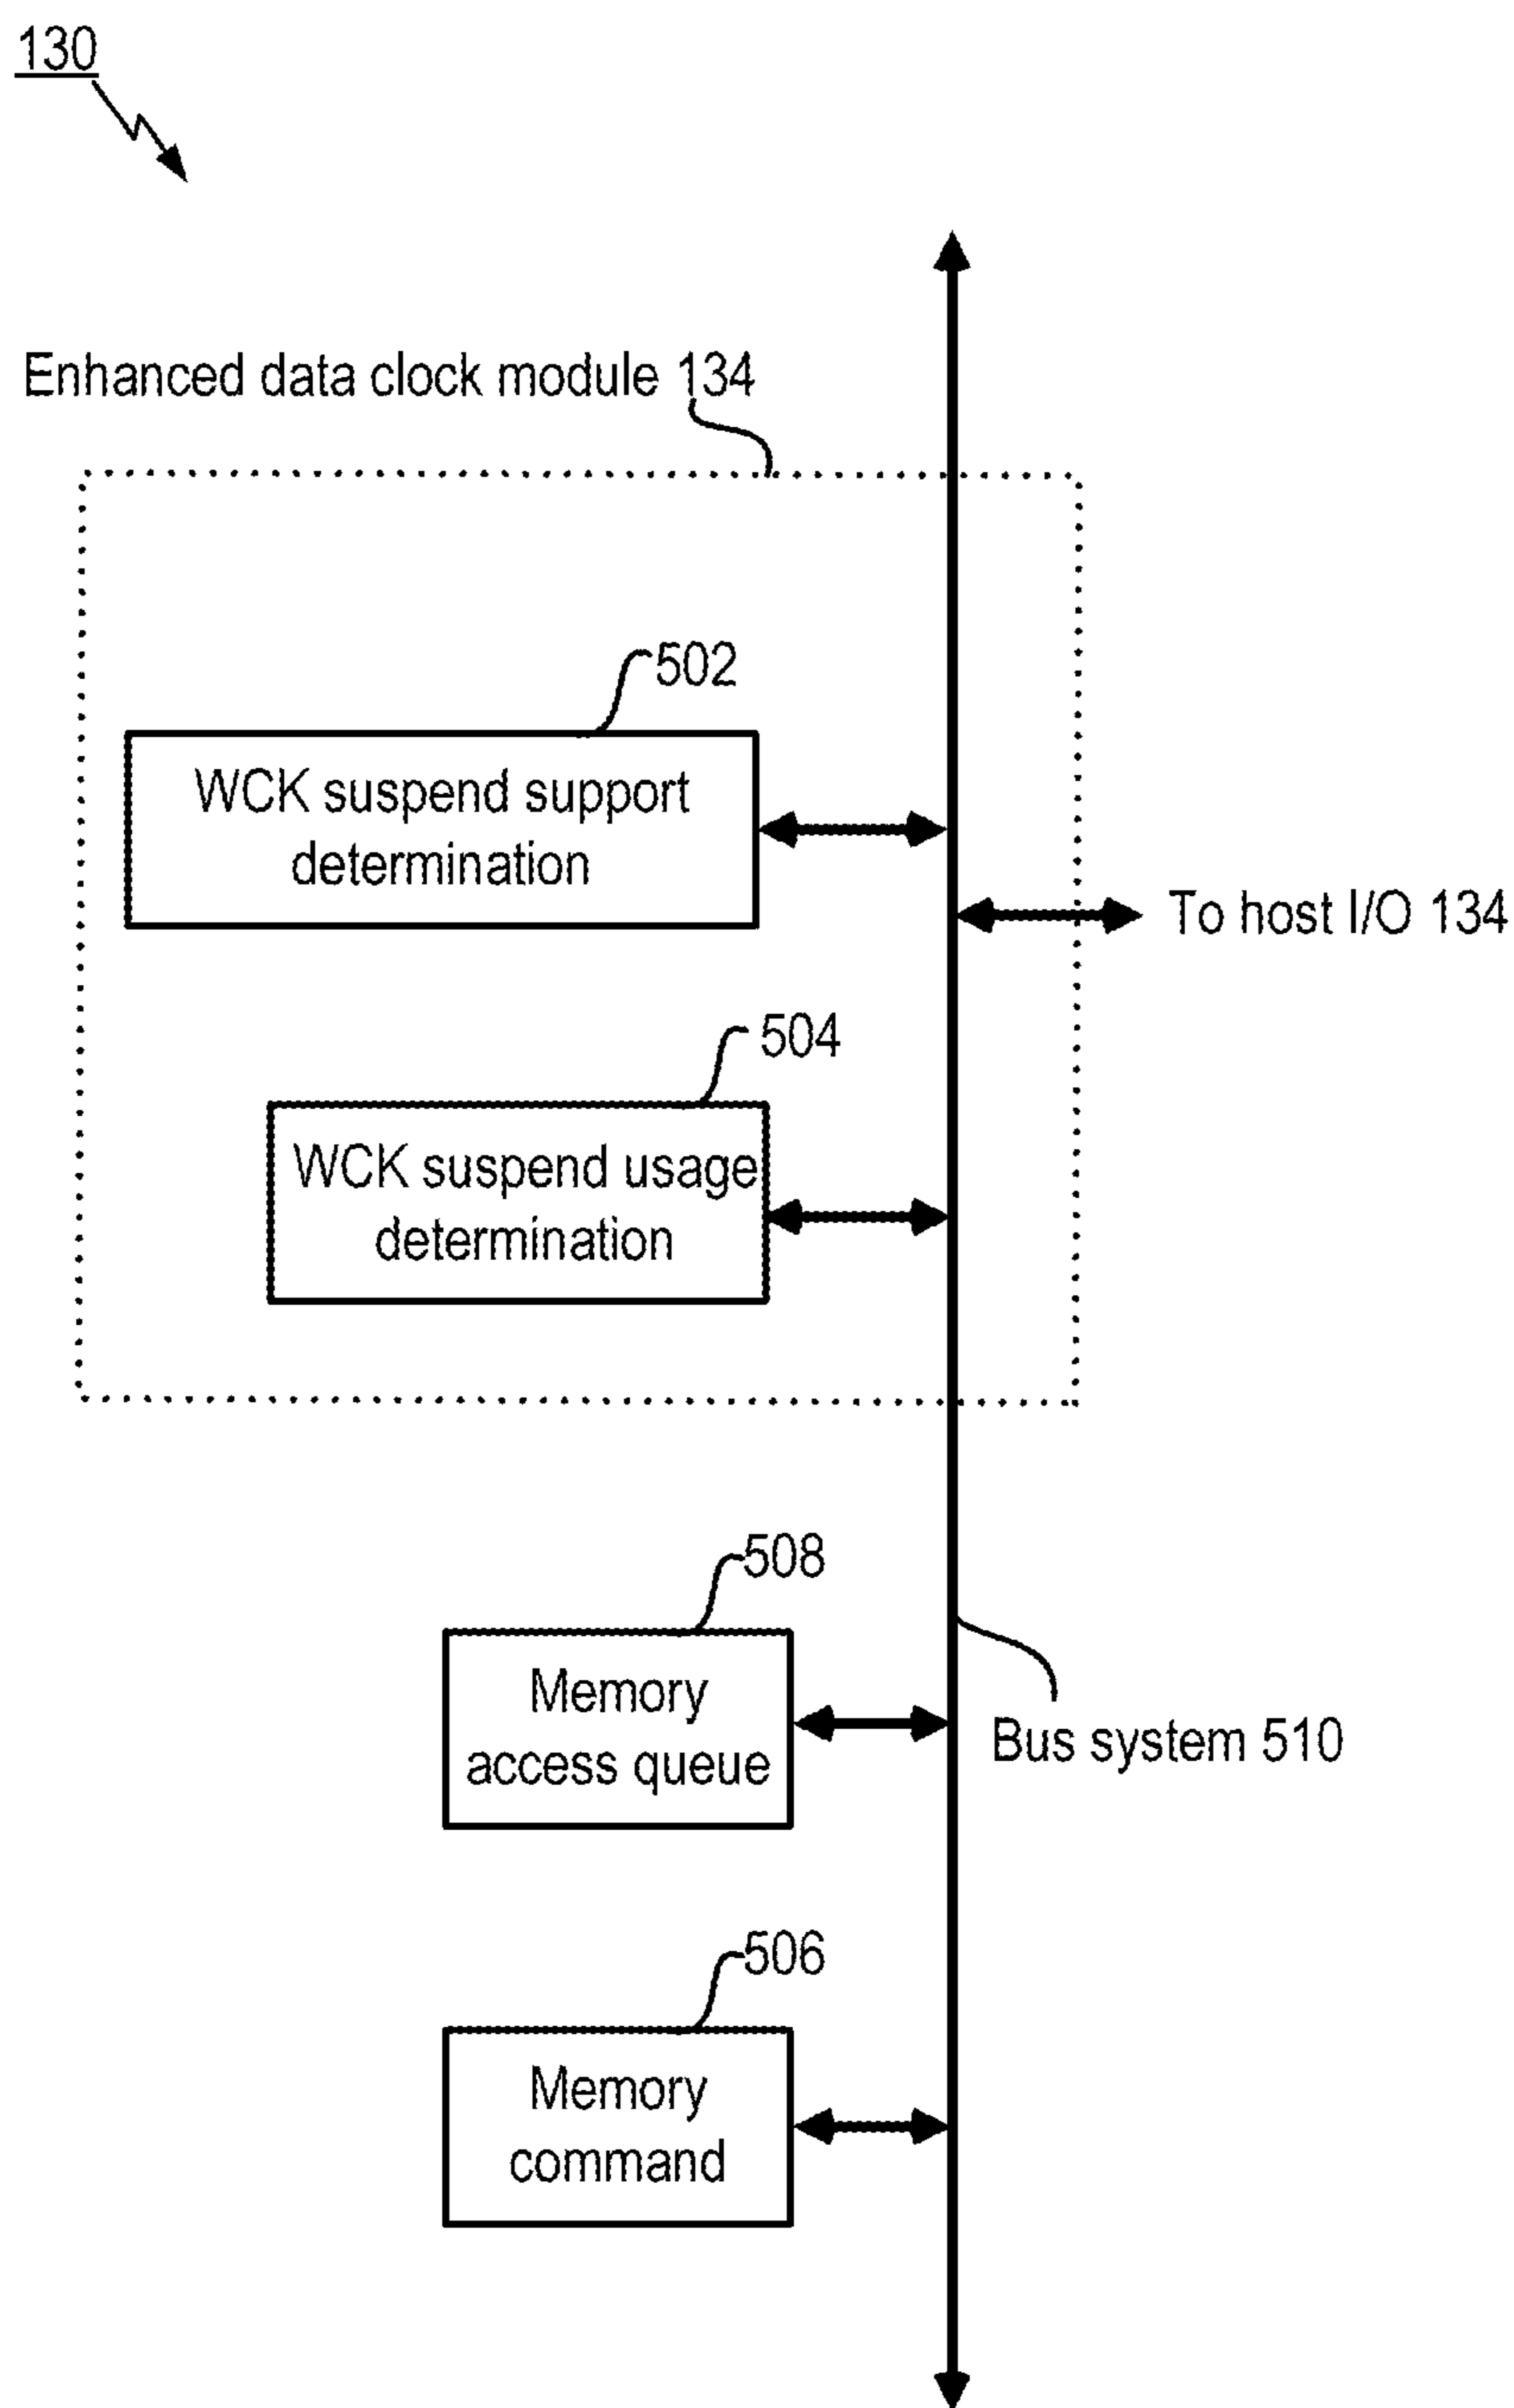 130
Enhanced data clock module 134
502
WCK suspend support
determination
To host I/O 134
504
WCK suspend usage
determination
508
Memory
access queue
Bus system 510
506
Memory
command